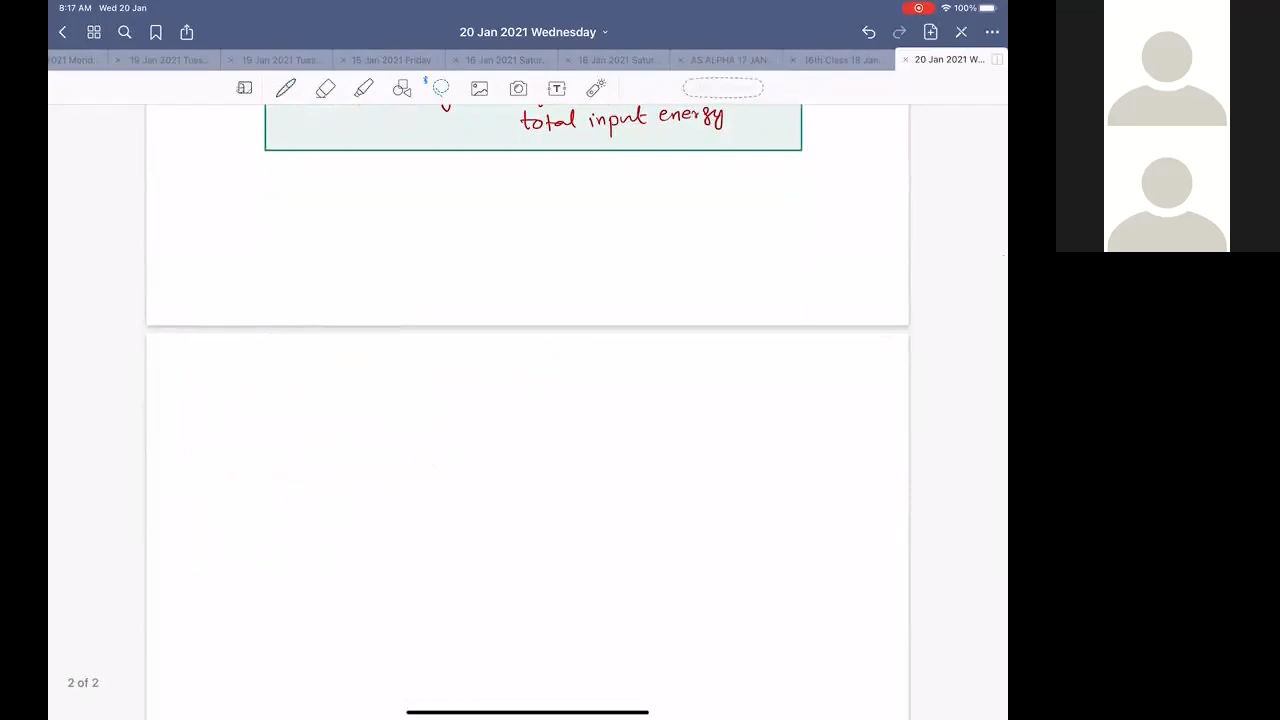 8:17 AM Wed 20 Jan 100%
20 Jan 2021 Wednesday
2021 Mond... 19 Jan 2021 Tues... 19 Jan 2021 Tues... 15 Jan 2021 Friday 16 Jan 2021 Satur... 16 Jan 2021 Satur... AS ALPHA 17 JAN... 16th Class 18 Jan... 20 Jan 2021 W...
T
total input energy
2 of 2